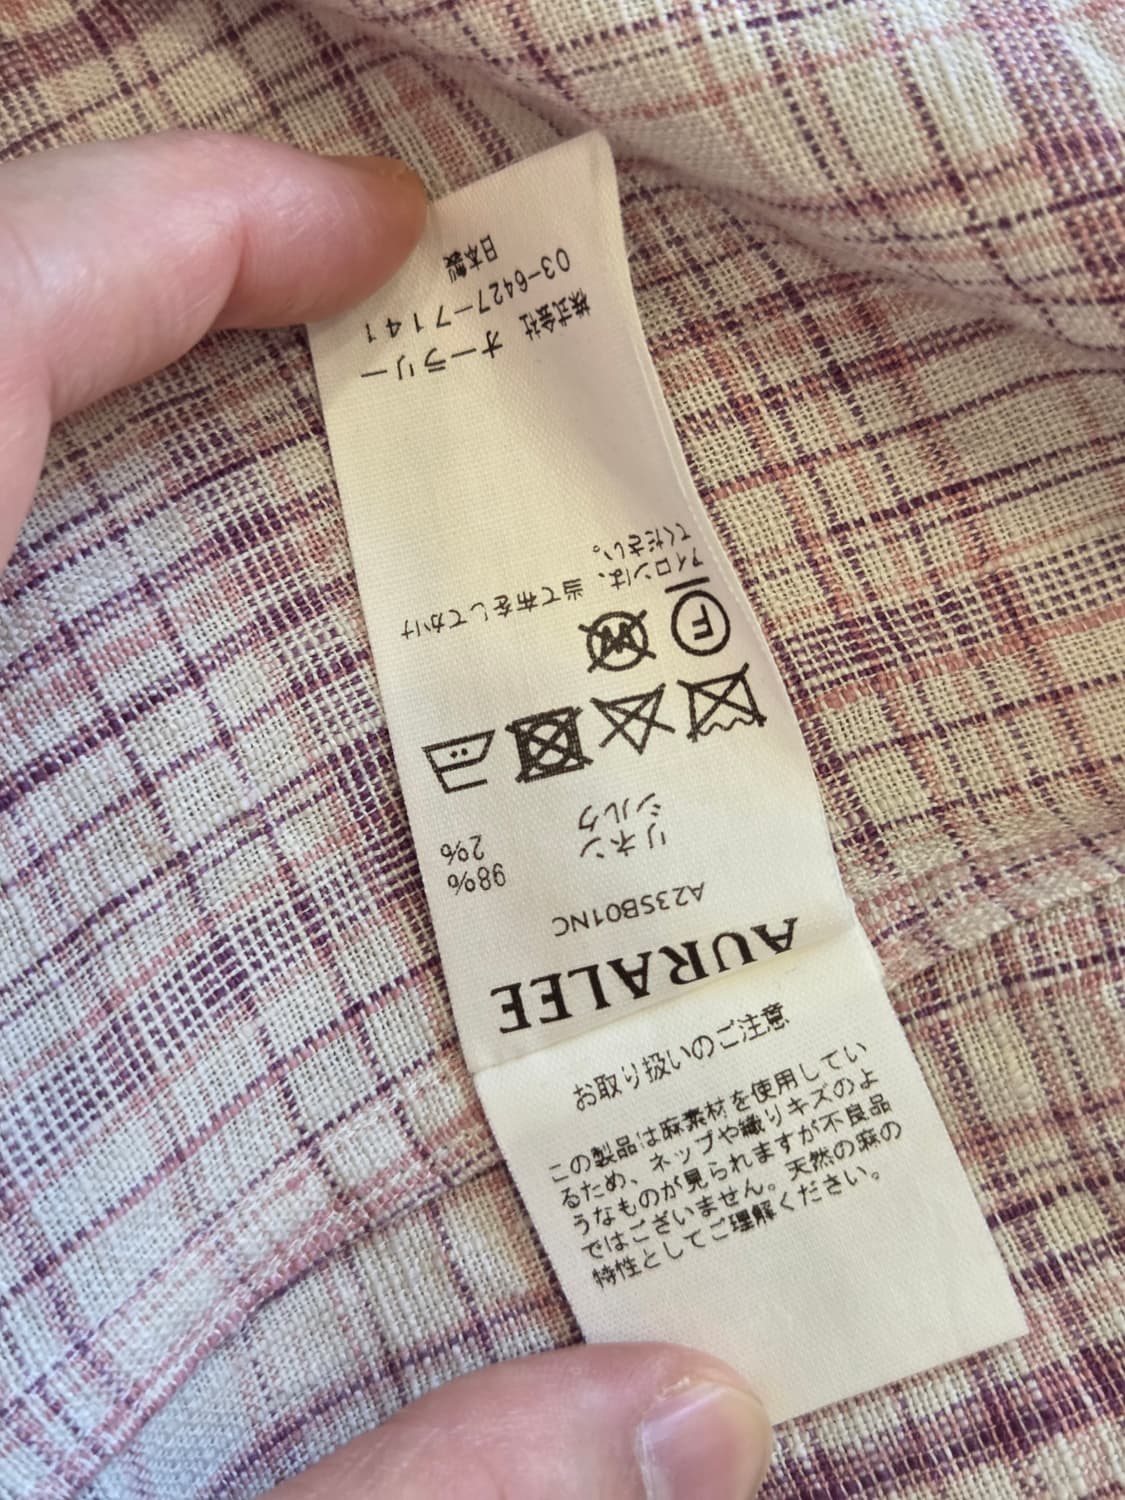 AURALEE
A23SB01NC
リネン 98%
シルク 2%
F
W
アイロンは、当て布をしてかけ
てください。
株式会社 オーラリー
03-6427-7141
日本製
お取り扱いのご注意
この製品は麻素材を使用してい
るため、ネップや織りキズのよ
うなものが見られますが不良品
ではございません。天然の麻の
特性としてご理解ください。